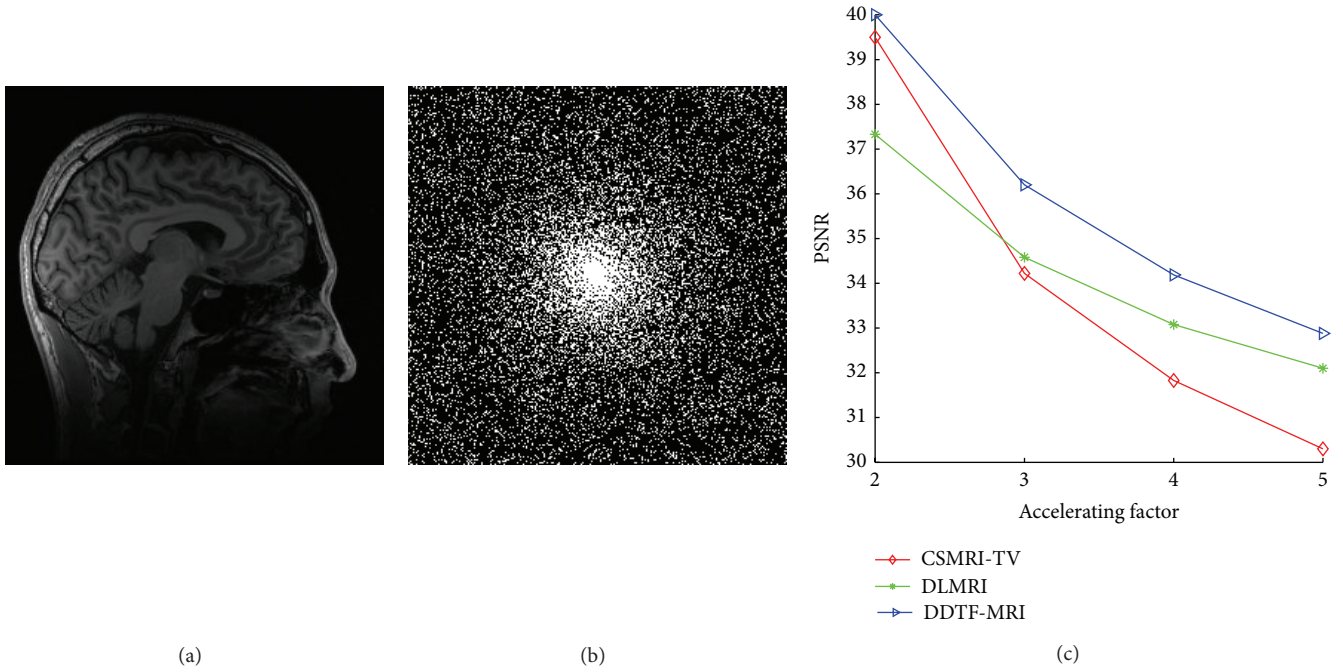 40
39
38
37
36
35
34
33
32
31
30
PSNR
2
3
4
5
Accelerating factor
CSMRI-TV
DLMRI
DDTF-MRI
(a)
(b)
(c)